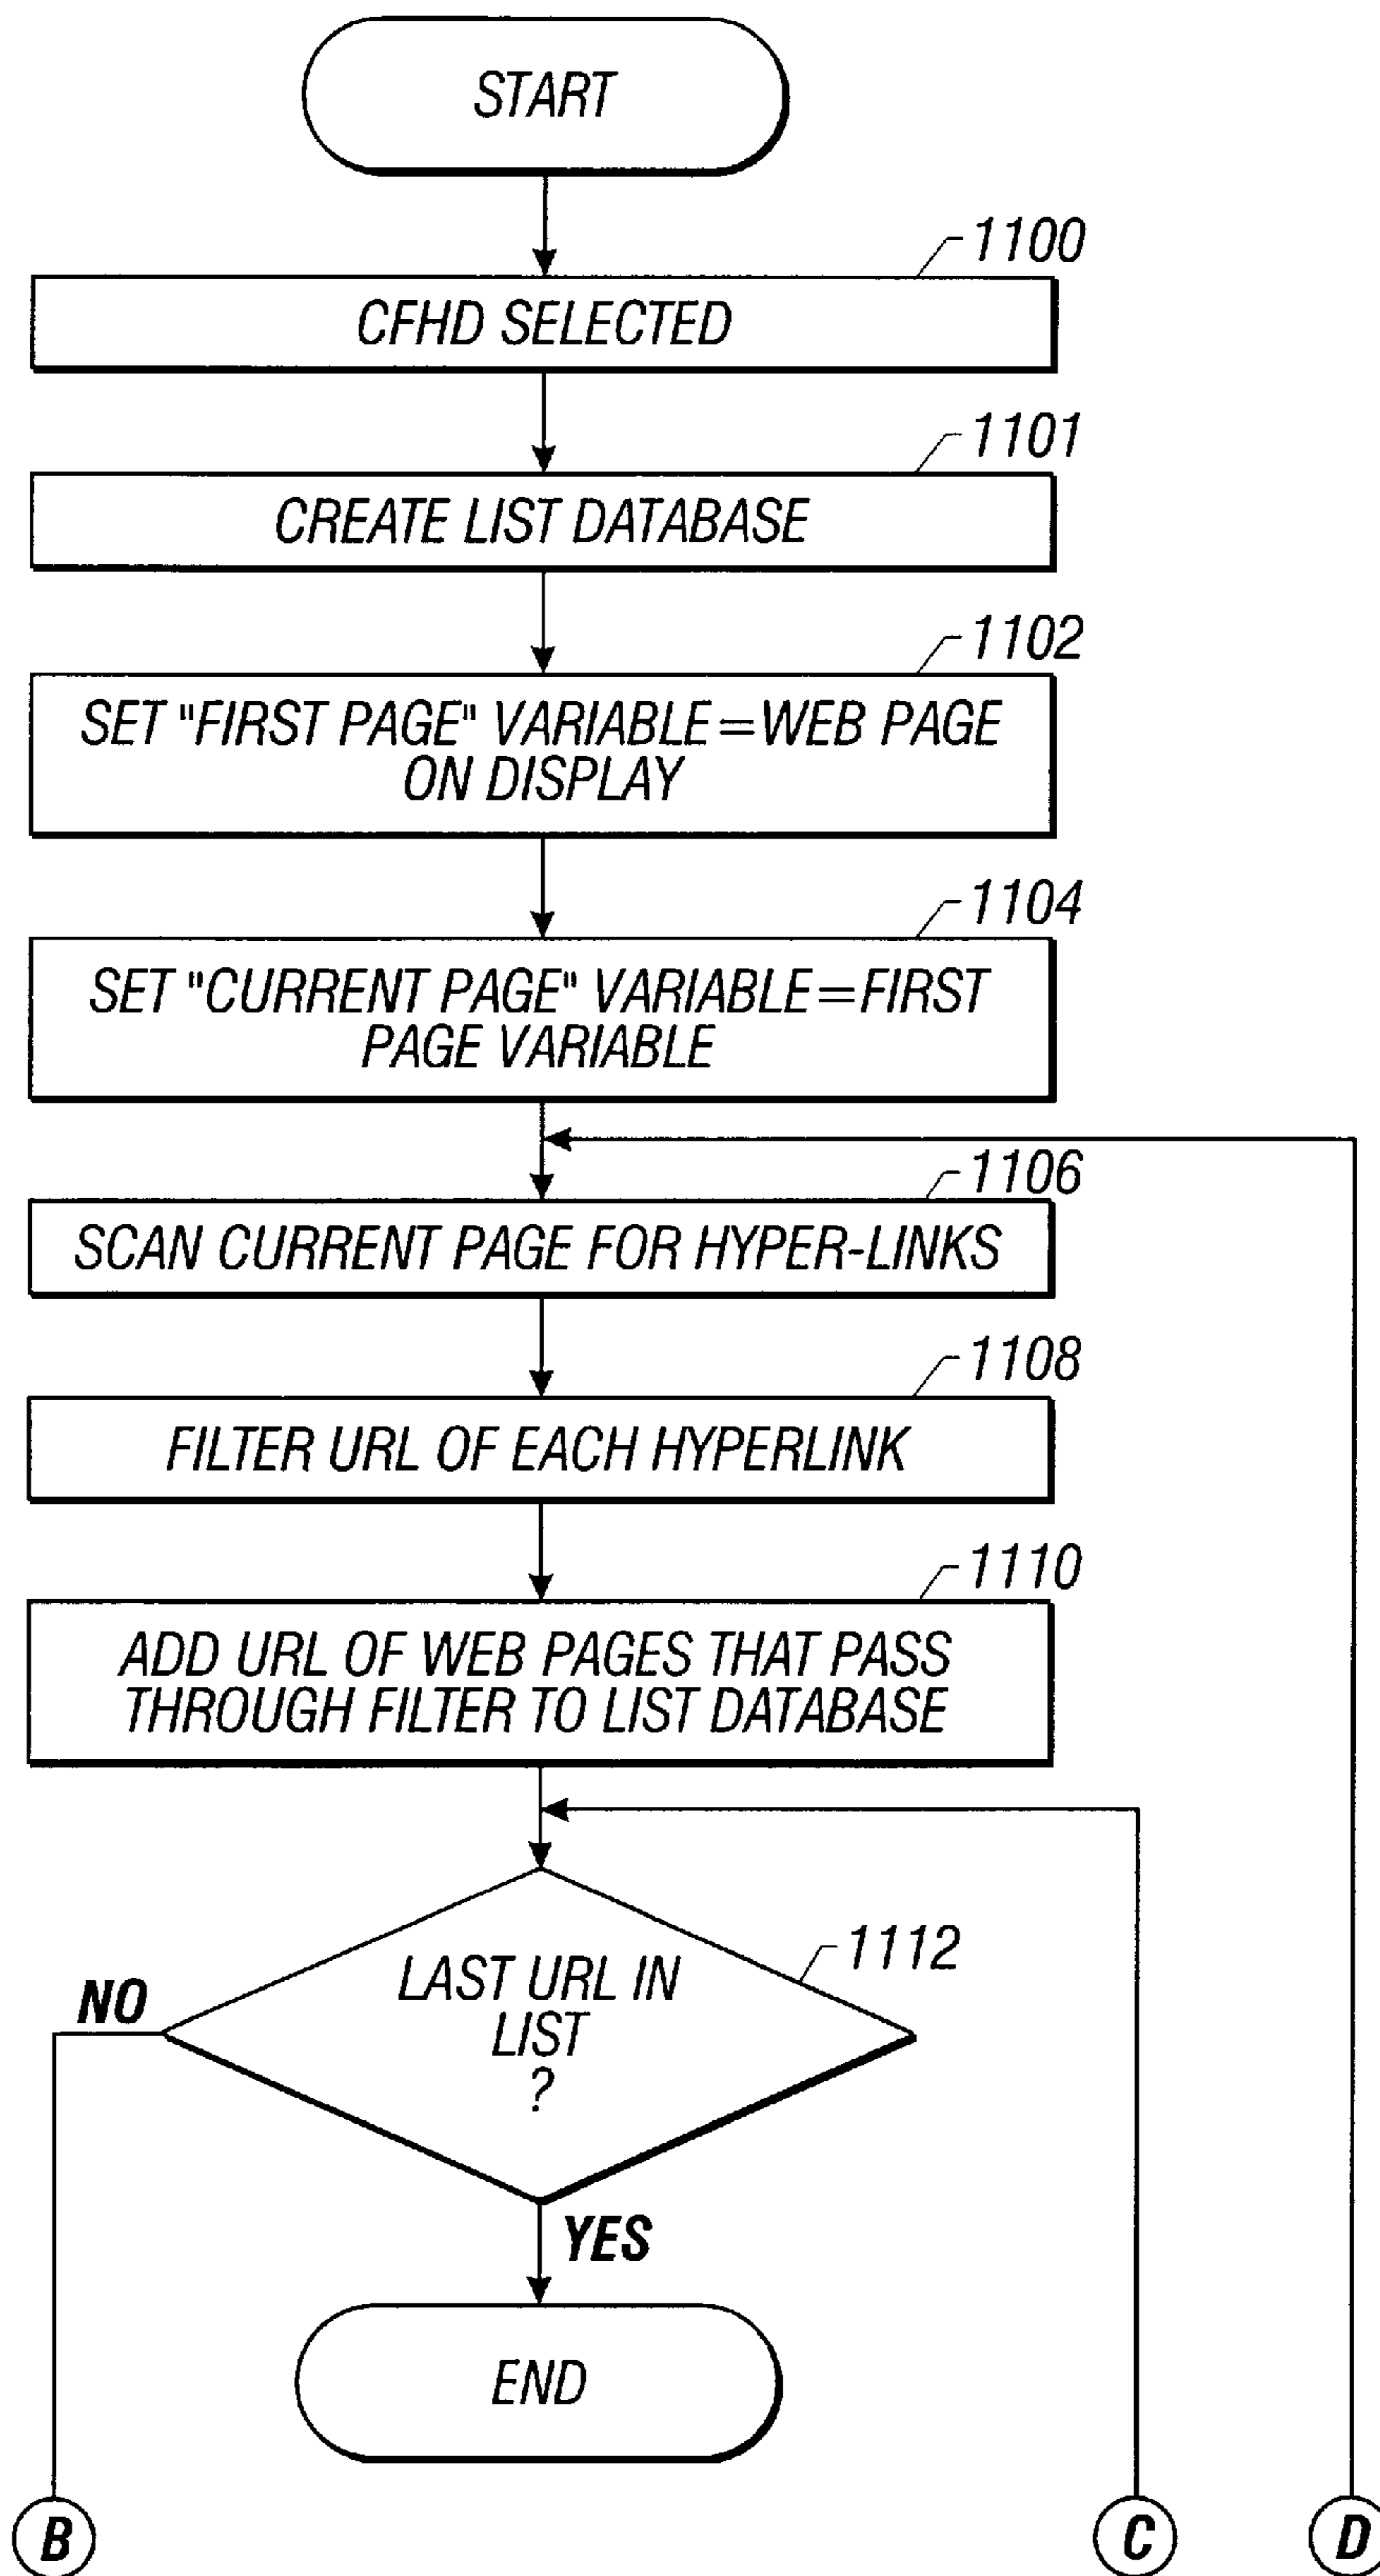 START
1100
CFHD SELECTED
1101
CREATE LIST DATABASE
1102
SET "FIRST PAGE" VARIABLE=WEB PAGE
ON DISPLAY
1104
SET "CURRENT PAGE" VARIABLE=FIRST
PAGE VARIABLE
1106
SCAN CURRENT PAGE FOR HYPER-LINKS
1108
FILTER URL OF EACH HYPERLINK
1110
ADD URL OF WEB PAGES THAT PASS
THROUGH FILTER TO LIST DATABASE
1112
LAST URL IN
LIST
?
NO
YES
END
B
C
D